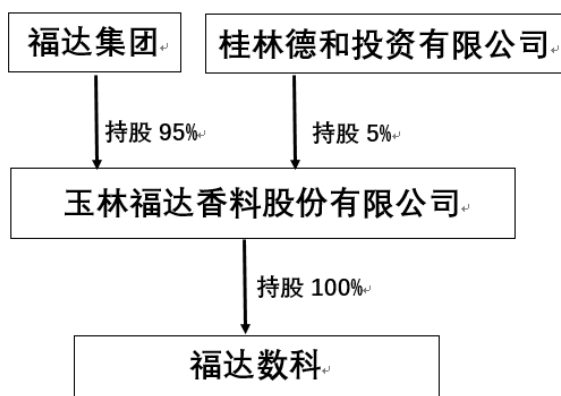 福达集团
桂林德和投资有限公司
持股 95%
持股 5%
玉林福达香料股份有限公司
持股 100%
福达数科